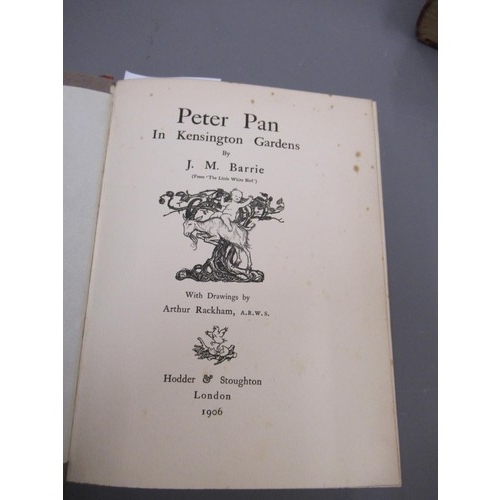 Peter Pan
In Kensington Gardens
By
J. M. Barrie
(From 'The Little White Bird')
With Drawings by
Arthur Rackham, A.R.W.S.
Hodder & Stoughton
London
1906